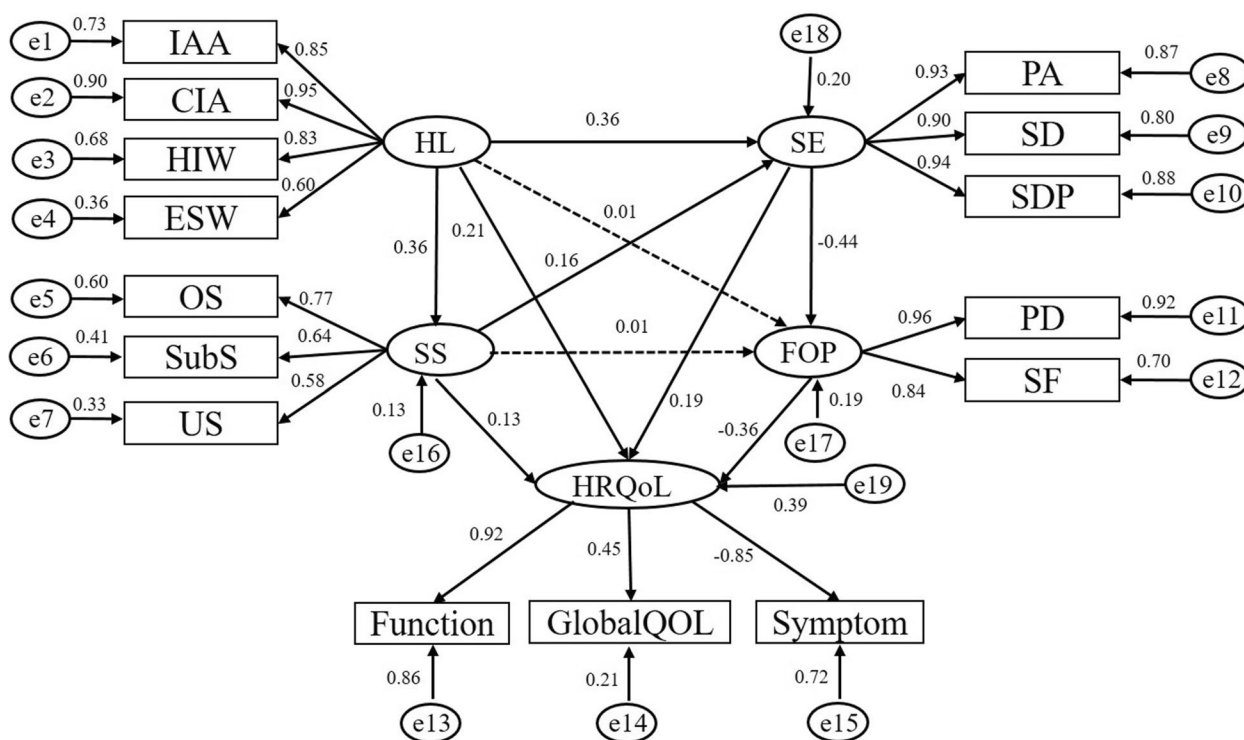 e1
0.73
IAA
0.85
e2
0.90
CIA
0.95
e3
0.68
HIW
0.83
e4
0.36
ESW
0.60
e5
0.60
OS
0.77
e6
0.41
SubS
0.64
e7
0.33
US
0.58
HL
0.36
0.36
0.21
0.01
e18
0.20
SE
0.93
PA
0.87
e8
0.90
SD
0.80
e9
0.94
SDP
0.88
e10
0.16
-0.44
SS
0.01
FOP
0.96
PD
0.92
e11
0.84
SF
0.70
e12
0.13
e16
0.13
0.19
-0.36
0.19
e17
HRQoL
0.39
e19
0.92
0.45
-0.85
Function
GlobalQOL
Symptom
0.86
0.21
0.72
e13
e14
e15